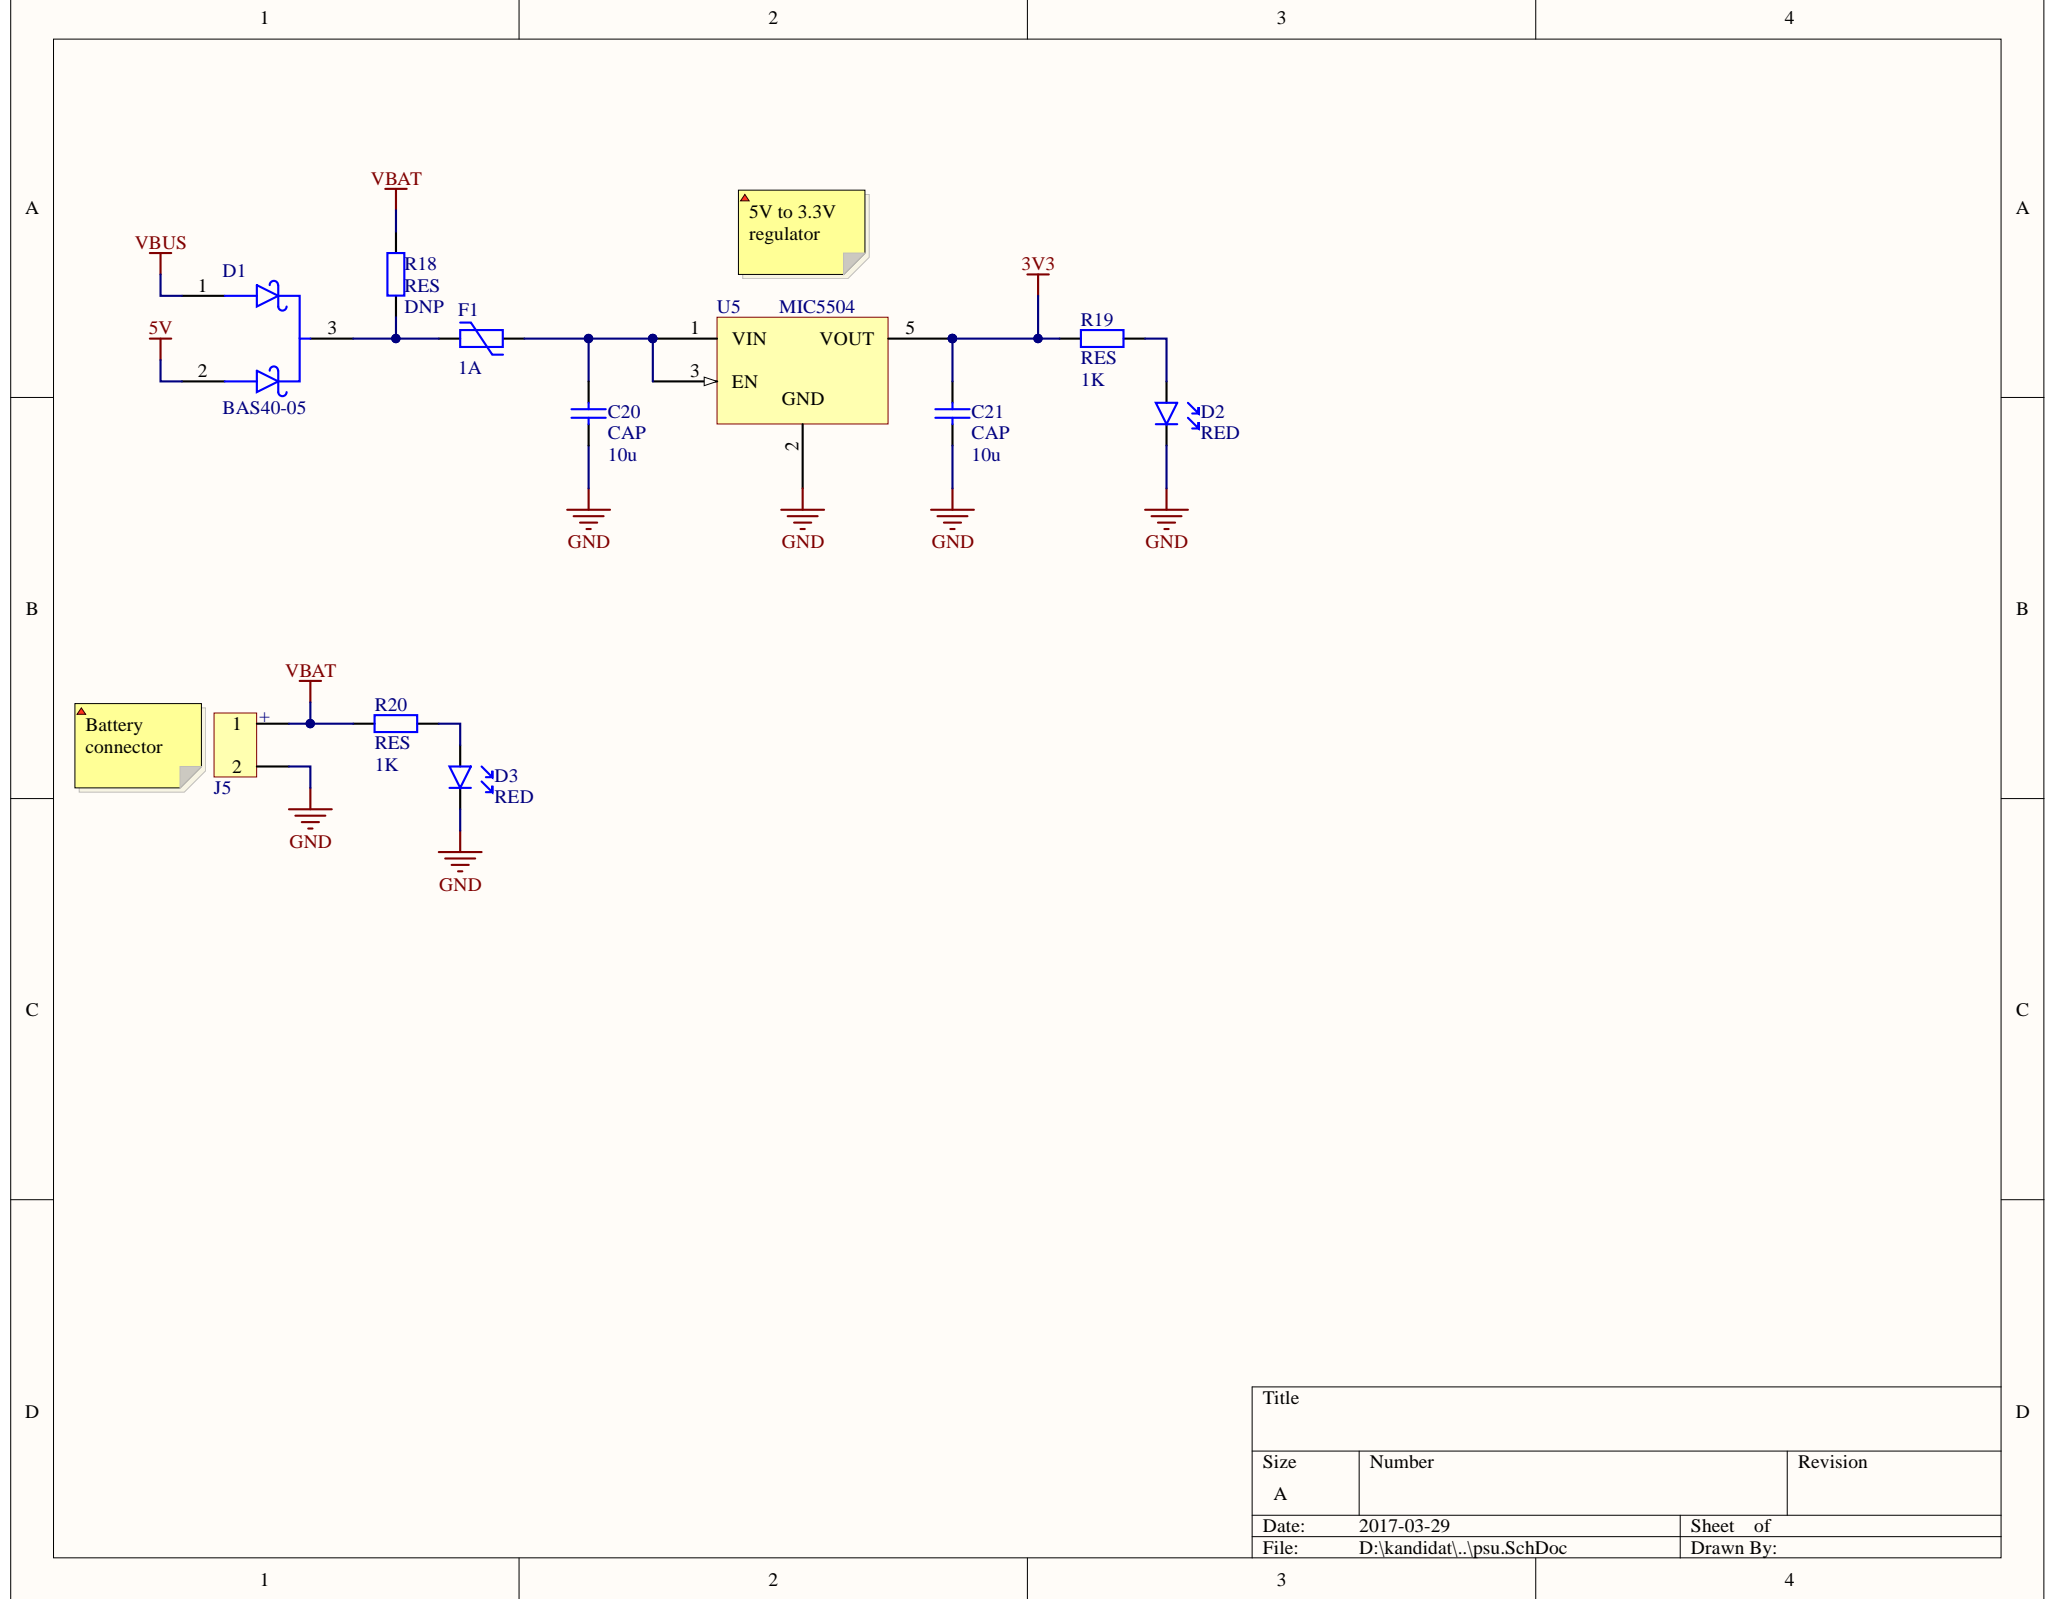 1
2
3
4
A
A
VBAT
5V to 3.3V
regulator
VBUS
D1
1
R18
RES
DNP
3V3
5V
3
F1
1A
U5
MIC5504
1
VIN
VOUT
5
3
EN
GND
2
R19
RES
1K
2
BAS40-05
C20
CAP
10u
C21
CAP
10u
D2
RED
GND
GND
GND
GND
B
B
VBAT
Battery
connector
1
+
2
J5
R20
RES
1K
D3
RED
GND
GND
C
C
D
D
Title
Size
Number
Revision
A
Date:
2017-03-29
Sheet of
File:
D:\kandidat\..\psu.SchDoc
Drawn By:
1
2
3
4